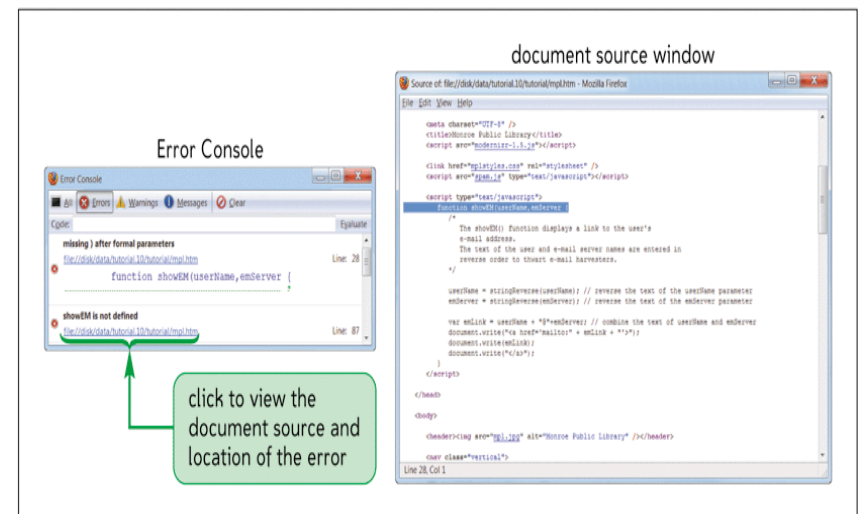 document source window
Error Console
Error Console
All Errors Warnings Messages Clear
Code: Evaluate
missing ) after formal parameters
file://disk/data/tutorial.10/tutorial/mpl.htm Line: 28
function showEM(userName,emServer {
showEM is not defined
file://disk/data/tutorial.10/tutorial/mpl.htm Line: 87
click to view the
document source and
location of the error
Source of: file://disk/data/tutorial.10/tutorial/mpl.htm - Mozilla Firefox
File Edit View Help
<meta charset="UTF-8" />
<title>Monroe Public Library</title>
<script src="modernizr-1.5.js"></script>
<link href="mplstyles.css" rel="stylesheet" />
<script src="spam.js" type="text/javascript"></script>
<script type="text/javascript">
function showEM(userName,emServer {
/*
The showEM() function displays a link to the user's
e-mail address.
The text of the user and e-mail server names are entered in
reverse order to thwart e-mail harvesters.
*/
userName = stringReverse(userName); // reverse the text of the userName parameter
emServer = stringReverse(emServer); // reverse the text of the emServer parameter
var emLink = userName + "@"+emServer; // combine the text of userName and emServer
document.write("<a href='mailto:" + emLink + "'>");
document.write(emLink);
document.write("</a>");
}
</script>
</head>
<body>
<header><img src="mpl.jpg" alt="Monroe Public Library" /></header>
<nav class="vertical">
Line 28, Col 1